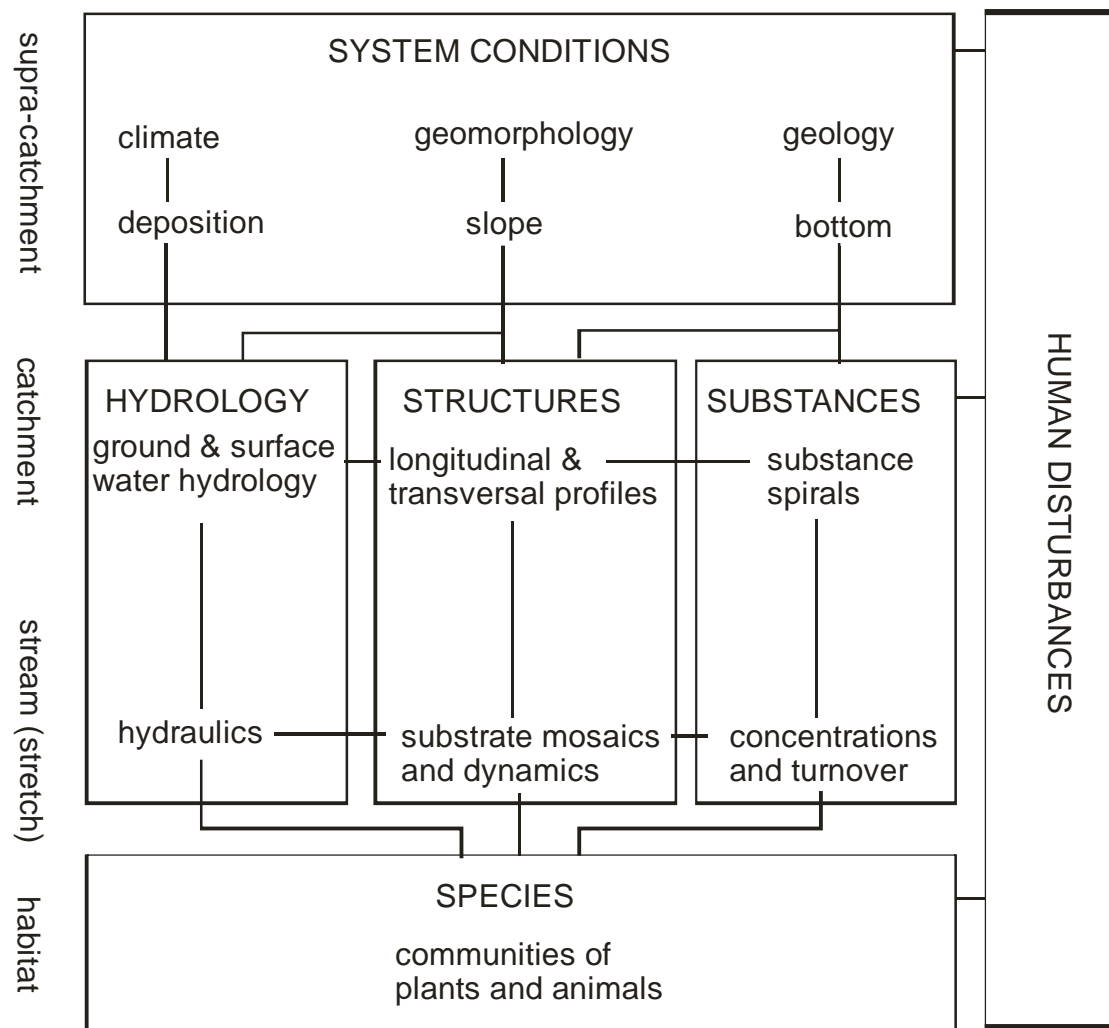 supra-catchment
SYSTEM CONDITIONS
climate
geomorphology
geology
deposition
slope
bottom
catchment
HYDROLOGY
ground & surface
water hydrology
STRUCTURES
longitudinal &
transversal profiles
SUBSTANCES
substance
spirals
stream (stretch)
hydraulics
substrate mosaics
and dynamics
concentrations
and turnover
habitat
SPECIES
communities of
plants and animals
HUMAN DISTURBANCES